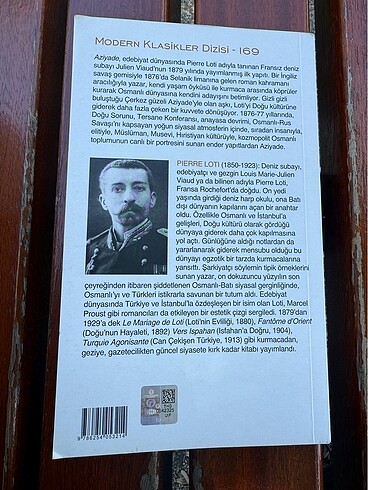 MODERN KLASİKLER DİZİSİ - 169
Aziyade, edebiyat dünyasında Pierre Loti adıyla tanınan Fransız deniz
subayı Julien Viaud'nun 1879 yılında yayımlanmış ilk yapıtı. Bir İngiliz
savaş gemisiyle 1876'da Selanik limanına gelen roman kahramanı
aracılığıyla yazar, kendi yaşam öyküsü ile kurmaca arasında köprüler
kurarak Osmanlı dünyasına kendini adayışını betimliyor. Gizli gizli
buluştuğu Çerkez güzeli Aziyade'yle olan aşkı, Loti'yi Doğu kültürüne
giderek daha fazla çeken bir kuvvete dönüşüyor. 1876-77 yıllarında,
Doğu Sorunu, Tersane Konferansı, anayasa devrimi, Osmanlı-Rus
Savaşı'nı kapsayan yoğun siyasal atmosferin içinde, sıradan insanıyla,
elitiyle, Müslüman, Musevi, Hıristiyan kültürüyle, kozmopolit Osmanlı
toplumunun canlı bir portresini sunan ender yapıtlardan Aziyade.
PIERRE LOTI (1850-1923): Deniz subayı,
edebiyatçı ve gezgin Louis Marie-Julien
Viaud ya da bilinen adıyla Pierre Loti,
Fransa Rochefort'da doğdu. On yedi
yaşında girdiği deniz harp okulu, ona Batı
dışı dünyanın kapılarını açan bir anahtar
oldu. Özellikle Osmanlı ve İstanbul'a
gelişleri, Doğu kültürü olarak gördüğü
dünyaya giderek daha çok kapılmasına
yol açtı. Günlüğüne aldığı notlardan da
yararlanarak giderek mensubu olduğu bu
dünyayı egzotik bir tarzda kurmacalarına
yansıttı. Şarkiyatçı söylemin tipik örneklerini
sunan yazar, on dokuzuncu yüzyılın son
çeyreğinden itibaren şiddetlenen Osmanlı-Batı siyasal gerginliğinde,
Osmanlı'yı ve Türkleri istikrarla savunan bir tutum aldı. Edebiyat
dünyasında Türkiye ve İstanbul'la özdeşleşen bir isim olan Loti, Marcel
Proust gibi romancıları da etkileyen bir estetik çizgi sergiledi. 1879'dan
1929'a dek Le Mariage de Loti (Loti'nin Evliliği, 1880), Fantôme d'Orient
(Doğu'nun Hayaleti, 1892) Vers Ispahan (Isfahan'a Doğru, 1904),
Turquie Agonisante (Can Çekişen Türkiye, 1913) gibi kurmacadan,
geziye, gazetecilikten güncel siyasete kırk kadar kitabı yayımlandı.
9786254053214